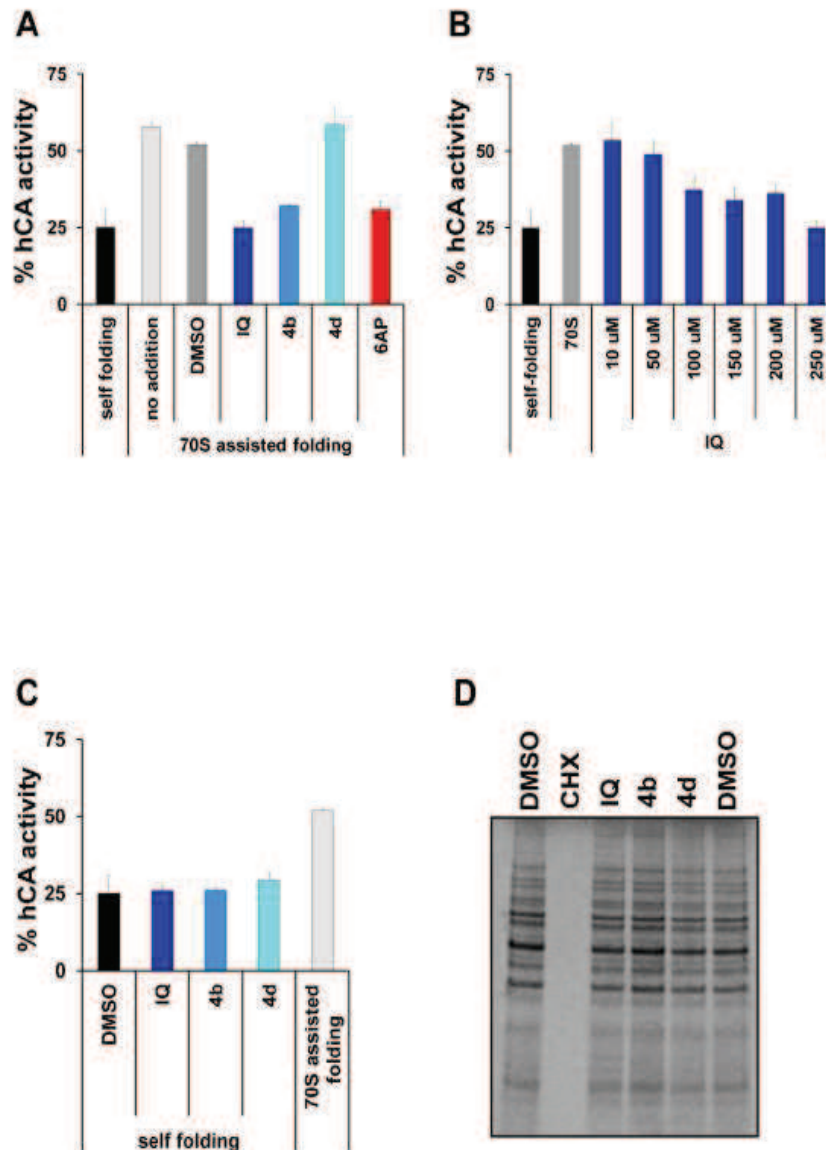 A
% hCA activity
75
50
25
0
self folding
no addition
DMSO
IQ
4b
4d
6AP
70S assisted folding
B
% hCA activity
75
50
25
0
self-folding
70S
10 uM
50 uM
100 uM
150 uM
200 uM
250 uM
IQ
C
% hCA activity
75
50
25
0
DMSO
IQ
4b
4d
70S assisted
folding
self folding
D
DMSO
CHX
IQ
4b
4d
DMSO